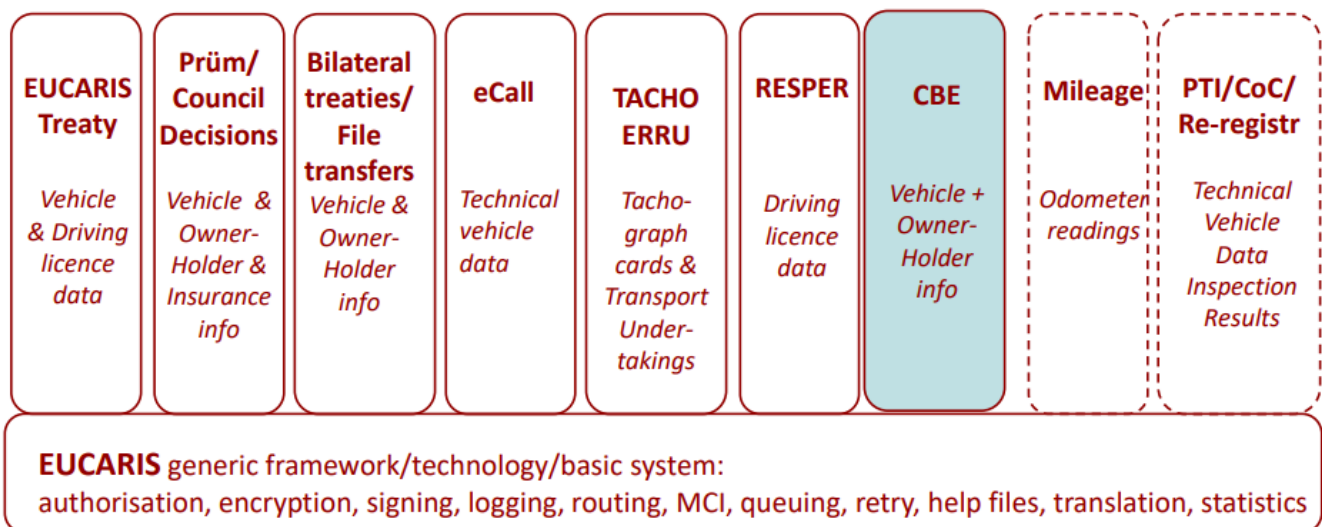 EUCARIS
Treaty
Vehicle
& Driving
licence
data
Prüm/
Council
Decisions
Vehicle &
Owner-
Holder &
Insurance
info
Bilateral
treaties/
File
transfers
Vehicle &
Owner-
Holder
info
eCall
Technical
vehicle
data
TACHO
ERRU
Tacho-
graph
cards &
Transport
Under-
takings
RESPER
Driving
licence
data
CBE
Vehicle +
Owner-
Holder
info
Mileage
Odometer
readings
PTI/CoC/
Re-registr
Technical
Vehicle
Data
Inspection
Results
EUCARIS generic framework/technology/basic system:
authorisation, encryption, signing, logging, routing, MCI, queuing, retry, help files, translation, statistics